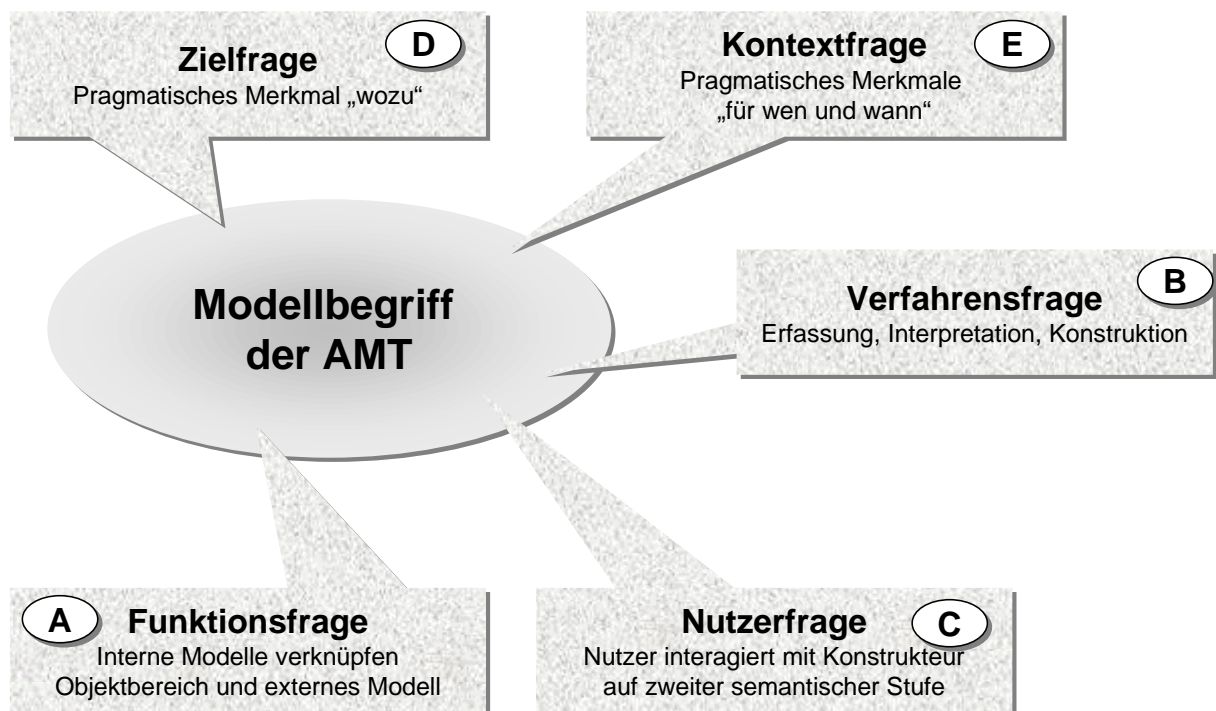 D
Zielfrage
Pragmatisches Merkmal „wozu“
E
Kontextfrage
Pragmatisches Merkmale
„für wen und wann“
B
Verfahrensfrage
Erfassung, Interpretation, Konstruktion
Modellbegriff
der AMT
A
Funktionsfrage
Interne Modelle verknüpfen
Objektbereich und externes Modell
C
Nutzerfrage
Nutzer interagiert mit Konstrukteur
auf zweiter semantischer Stufe